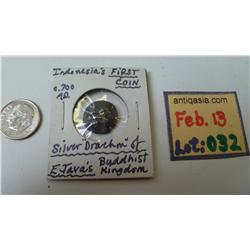 Indonesia's FIRST
COIN
c.700
AD.
Silver "Drachm" of
E.Java's Buddhist
Kingdom
antiqasia.com
Feb. 13
Lot: 032